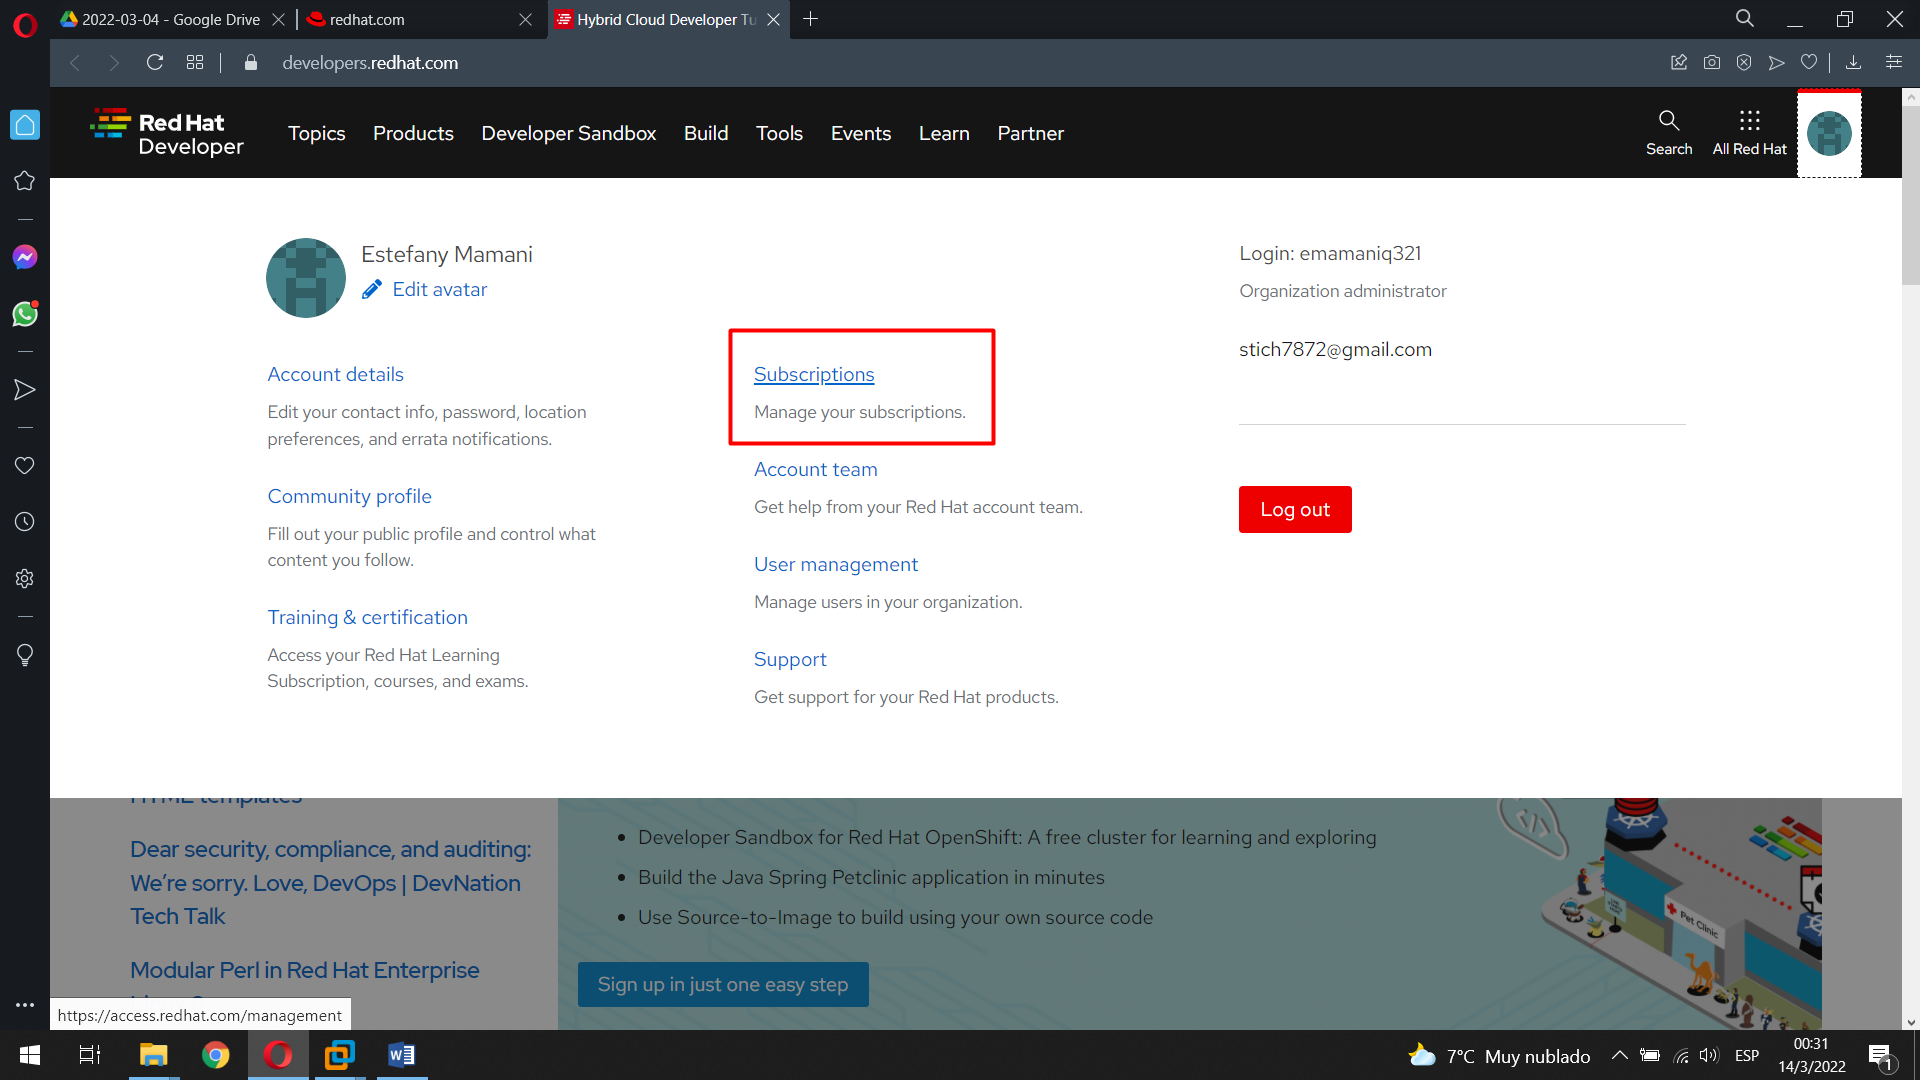 2022-03-04 - Google Drive
redhat.com
Hybrid Cloud Developer Tu
developers.redhat.com
Red Hat
Developer
Topics
Products
Developer Sandbox
Build
Tools
Events
Learn
Partner
Search
All Red Hat
Estefany Mamani
Edit avatar
Account details
Edit your contact info, password, location
preferences, and errata notifications.
Community profile
Fill out your public profile and control what
content you follow.
Training & certification
Access your Red Hat Learning
Subscription, courses, and exams.
Subscriptions
Manage your subscriptions.
Account team
Get help from your Red Hat account team.
User management
Manage users in your organization.
Support
Get support for your Red Hat products.
Login: emamaniq321
Organization administrator
stich7872@gmail.com
Log out
HTML templates
Dear security, compliance, and auditing:
We’re sorry. Love, DevOps | DevNation
Tech Talk
Modular Perl in Red Hat Enterprise
Developer Sandbox for Red Hat OpenShift: A free cluster for learning and exploring
Build the Java Spring Petclinic application in minutes
Use Source-to-Image to build using your own source code
Sign up in just one easy step
Pet Clinic
https://access.redhat.com/management
7°C Muy nublado
ESP
00:31
14/3/2022
1